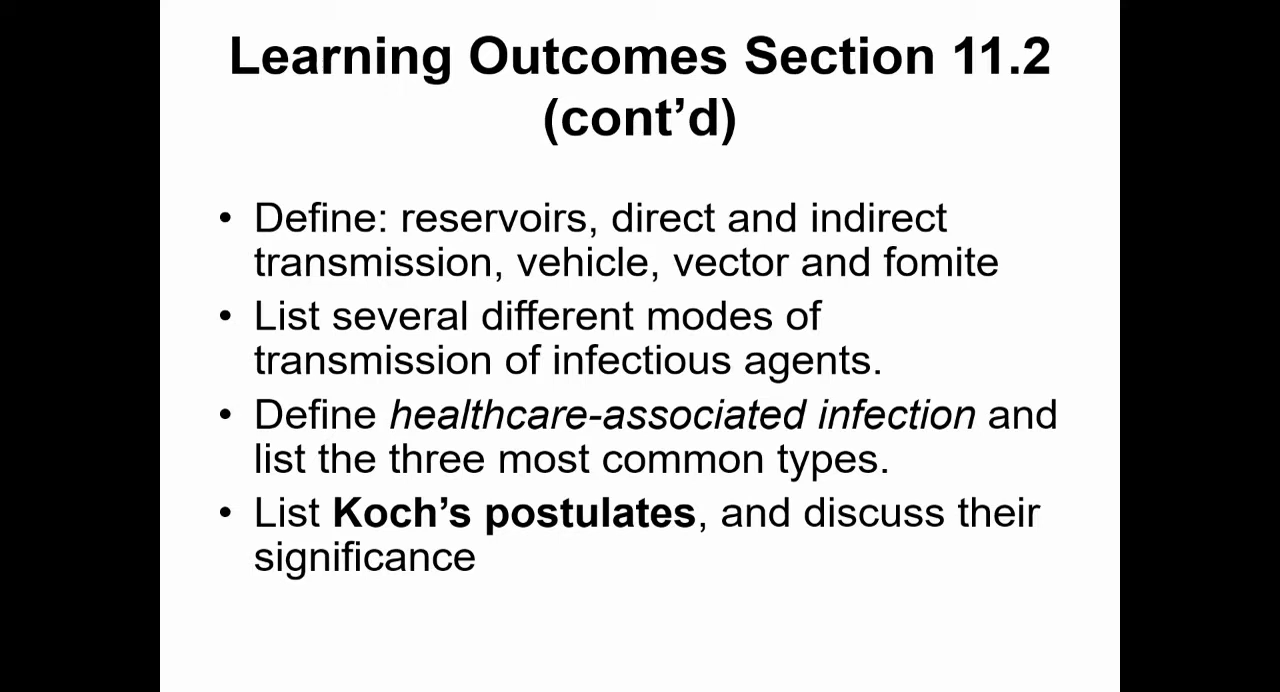 Learning Outcomes Section 11.2
(cont’d)
• Define: reservoirs, direct and indirect
transmission, vehicle, vector and fomite
• List several different modes of
transmission of infectious agents.
• Define healthcare-associated infection and
list the three most common types.
• List Koch’s postulates, and discuss their
significance